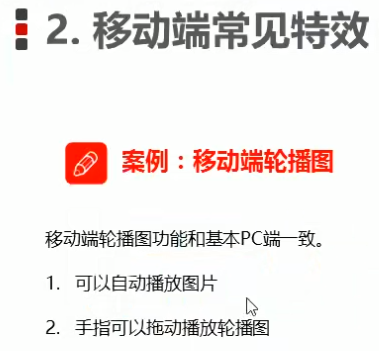 2. 移动端常见特效
案例：移动端轮播图
移动端轮播图功能和基本PC端一致。
1. 可以自动播放图片
2. 手指可以拖动播放轮播图